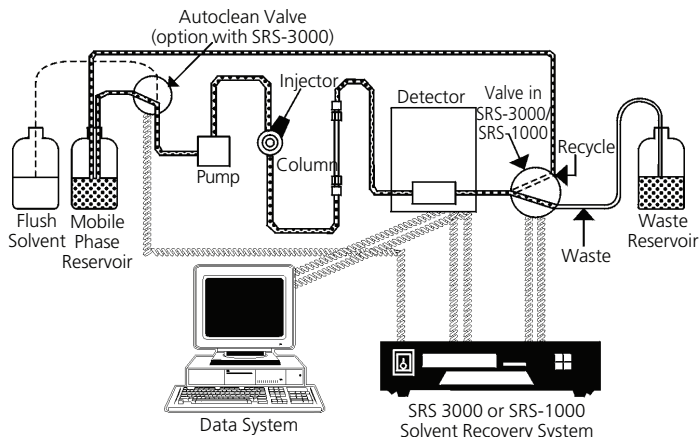 Autoclean Valve
(option with SRS-3000)
Injector
Detector
Valve in
SRS-3000/
SRS-1000
Recycle
Column
Pump
Flush
Solvent
Mobile
Phase
Reservoir
Waste
Waste
Reservoir
Data System
SRS 3000 or SRS-1000
Solvent Recovery System